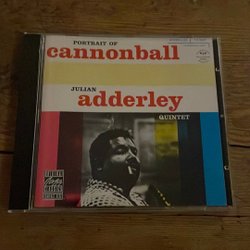 PORTRAIT OF
cannonball
JULIAN
adderley
QUINTET